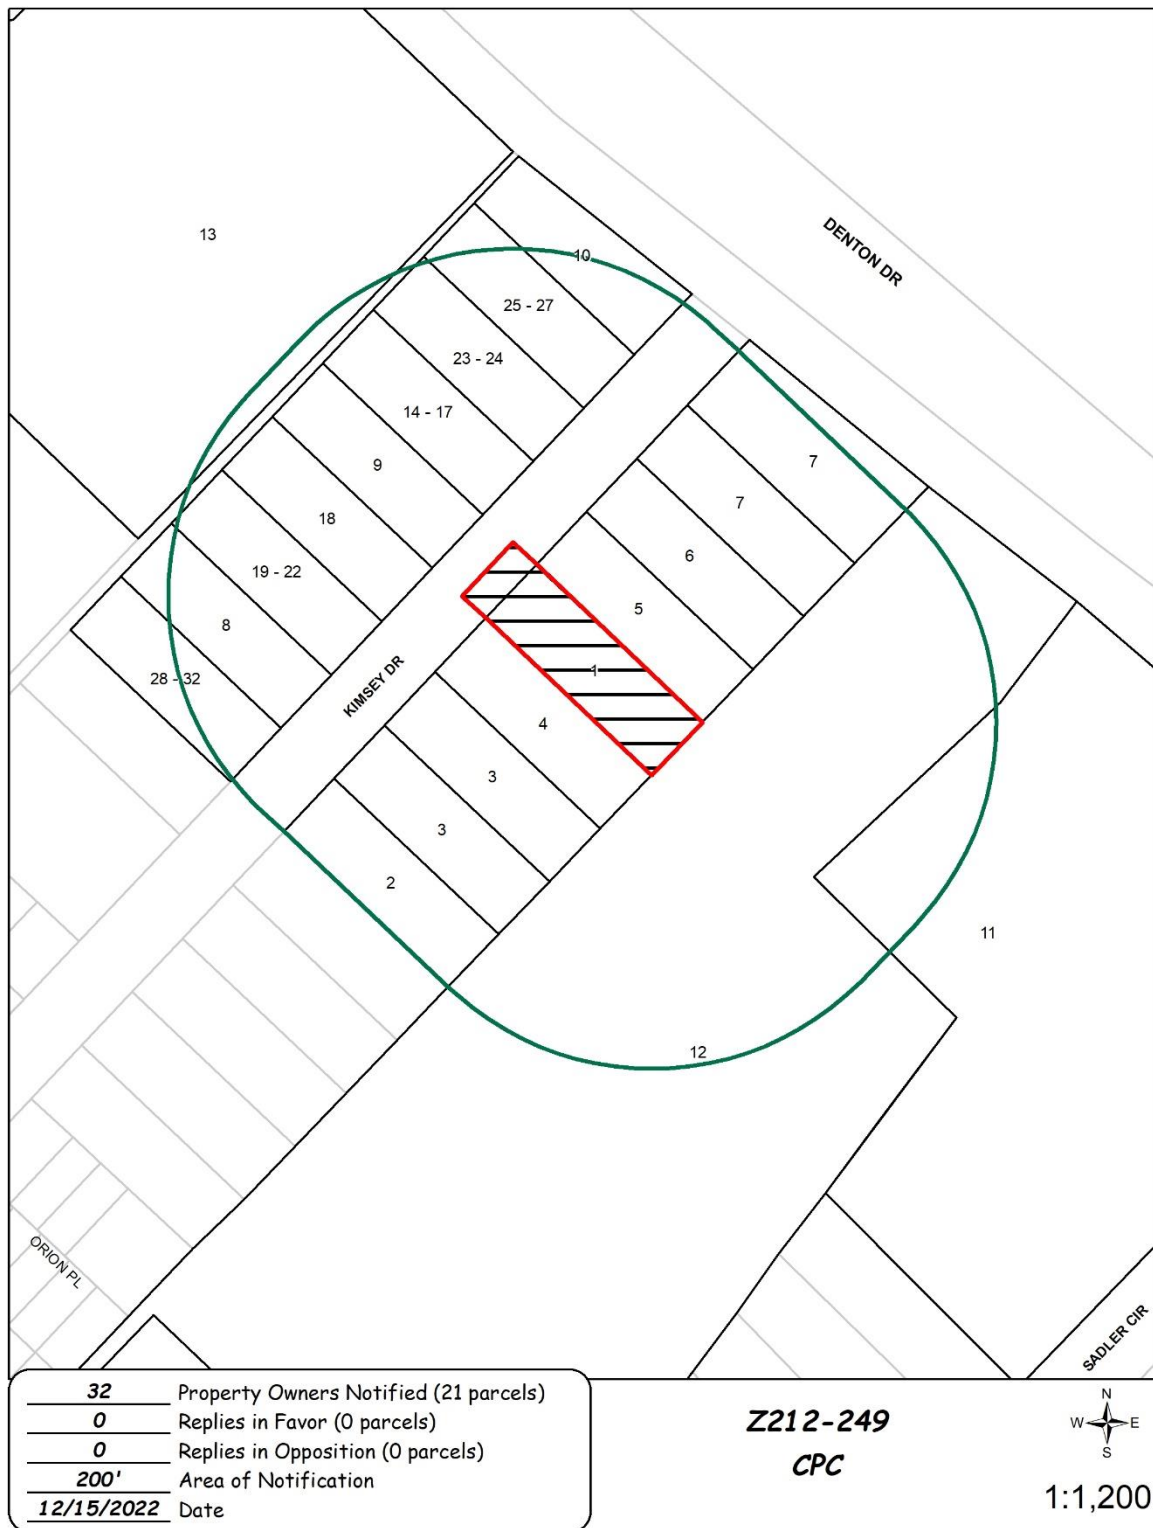 13
DENTON DR
10
25 - 27
23 - 24
14 - 17
9
18
19 - 22
8
28 - 32
7
7
6
5
1
KIMSEY DR
4
3
3
2
11
12
ORION PL
SADLER CIR
32 Property Owners Notified (21 parcels)
0 Replies in Favor (0 parcels)
0 Replies in Opposition (0 parcels)
200' Area of Notification
12/15/2022 Date
Z212-249
CPC
N
W E
S
1:1,200